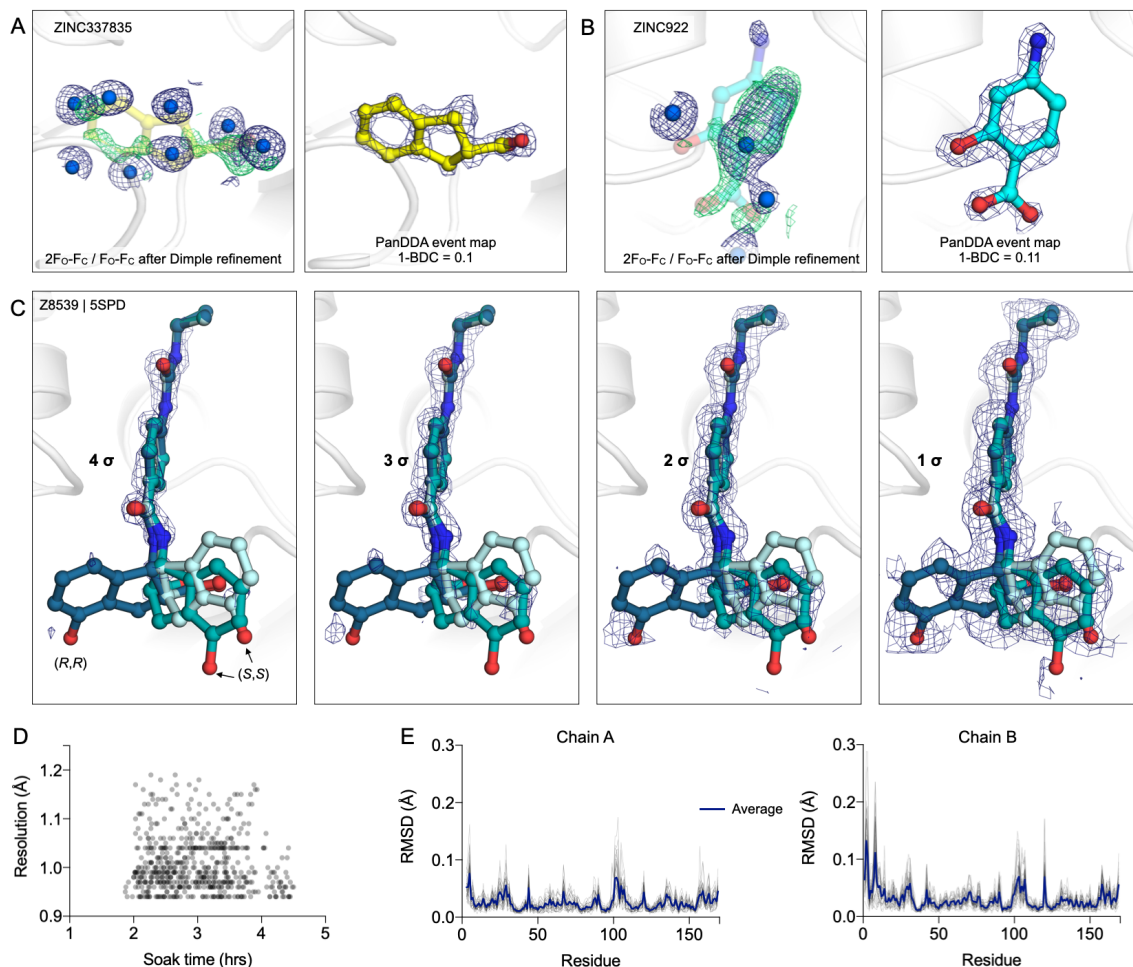 A
ZINC337835
2FO-FC / FO-FC after Dimple refinement
PanDDA event map
1-BDC = 0.1
B
ZINC922
2FO-FC / FO-FC after Dimple refinement
PanDDA event map
1-BDC = 0.11
C
Z8539 | 5SPD
4 σ
(R,R)
(S,S)
3 σ
2 σ
1 σ
D
Resolution (Å)
1.2
1.1
1.0
0.9
1 2 3 4 5
Soak time (hrs)
E
Chain A
RMSD (Å)
0.3
0.2
0.1
0.0
0 50 100 150
Residue
Average
Chain B
RMSD (Å)
0.3
0.2
0.1
0.0
0 50 100 150
Residue